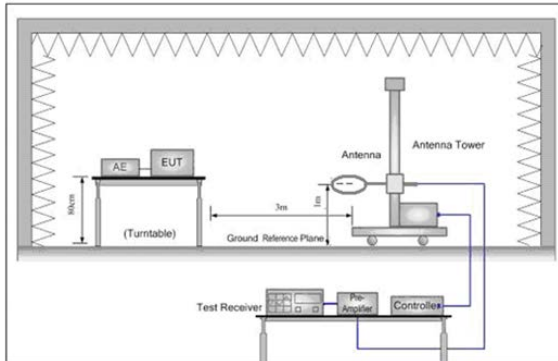 AE
EUT
Antenna
Antenna Tower
80cm
(Turntable)
3m
1m
Ground Reference Plane
Test Receiver
Pre-
Amplifier
Controller